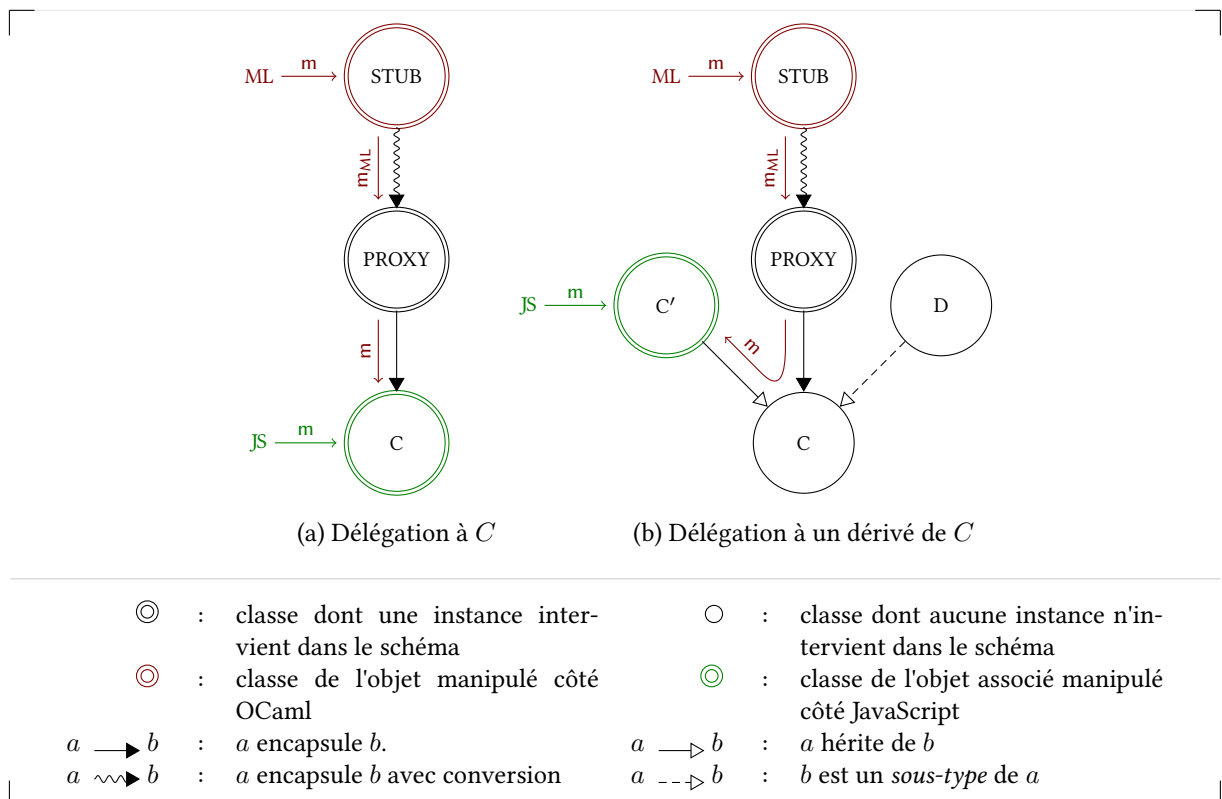 ML m STUB
ML m STUB
m_ML
m_ML
PROXY
PROXY
JS m C′
D
m
m
JS m C
C
(a) Délégation à C
(b) Délégation à un dérivé de C
: classe dont une instance inter-
vient dans le schéma
: classe de l'objet manipulé côté
OCaml
a b : a encapsule b.
a b : a encapsule b avec conversion
: classe dont aucune instance n'in-
tervient dans le schéma
: classe de l'objet associé manipulé
côté JavaScript
a b : a hérite de b
a b : b est un sous-type de a